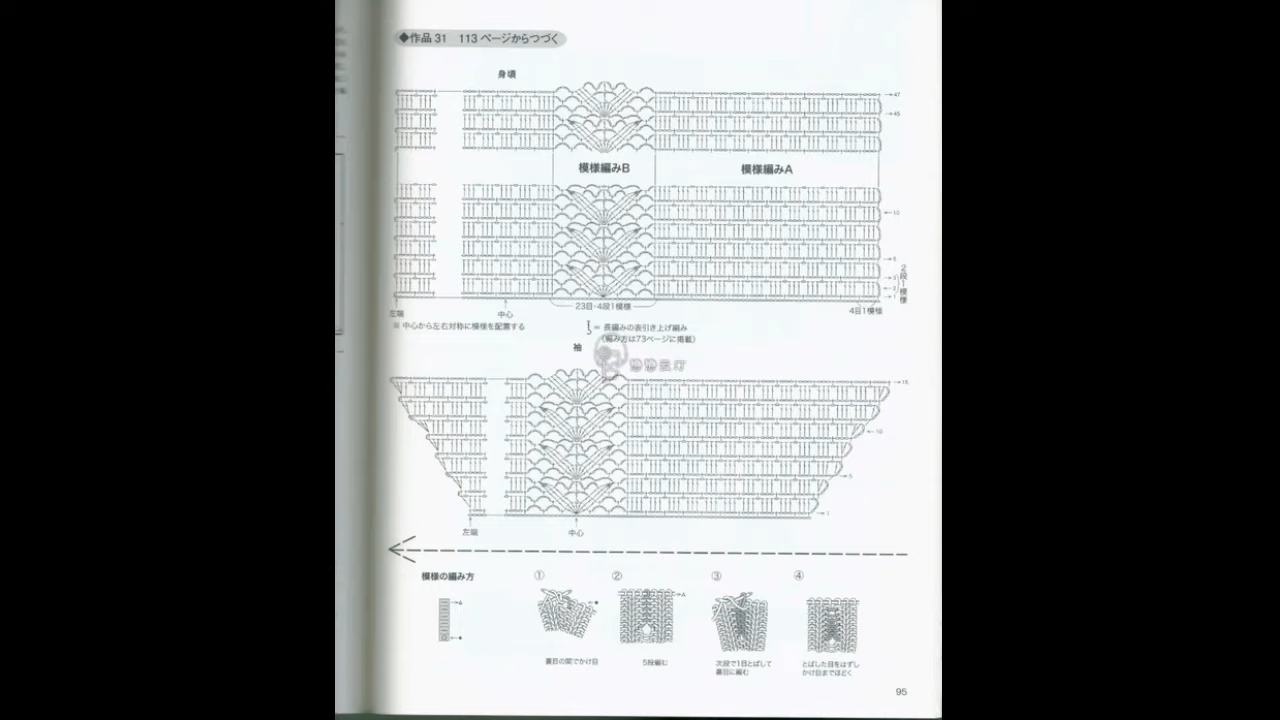 ◆作品31 113ページからつづく
身頃
→47
→45
模様編みB
模様編みA
←10
→5
→3
←2
→1
2段1模様
23目・4段1模様
4目1模様
左端
中心
※ 中心から左右対称に模様を配置する
= 長編みの表引き上げ編み
(編み方は73ページに掲載)
袖
→15
←10
→5
→1
左端
中心
模様の編み方
①
②
③
④
裏目の間でかけ目
5段編む
次段で1目とばして
裏目に編む
とばした目をはずし
かけ目までほどく
95